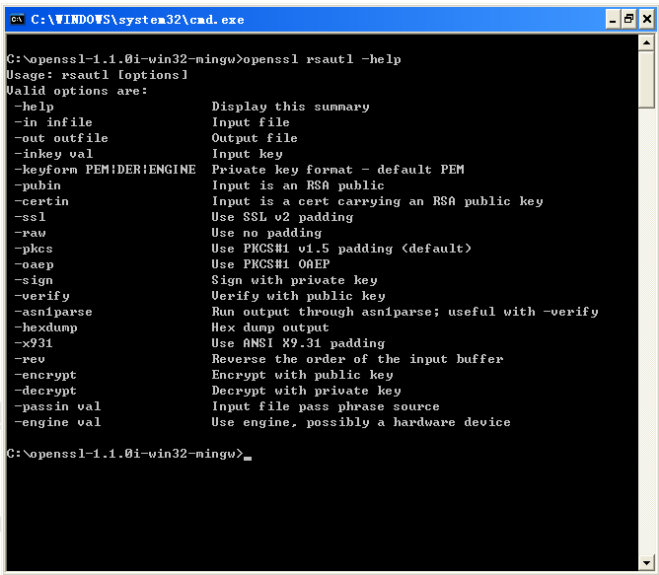 C:\WINDOWS\system32\cmd.exe
C:\openssl-1.1.0i-win32-mingw>openssl rsautl -help
Usage: rsautl [options]
Valid options are:
-help Display this summary
-in infile Input file
-out outfile Output file
-inkey val Input key
-keyform PEM|DER|ENGINE Private key format - default PEM
-pubin Input is an RSA public
-certin Input is a cert carrying an RSA public key
-ssl Use SSL v2 padding
-raw Use no padding
-pkcs Use PKCS#1 v1.5 padding (default)
-oaep Use PKCS#1 OAEP
-sign Sign with private key
-verify Verify with public key
-asn1parse Run output through asn1parse; useful with -verify
-hexdump Hex dump output
-x931 Use ANSI X9.31 padding
-rev Reverse the order of the input buffer
-encrypt Encrypt with public key
-decrypt Decrypt with private key
-passin val Input file pass phrase source
-engine val Use engine, possibly a hardware device
C:\openssl-1.1.0i-win32-mingw>_